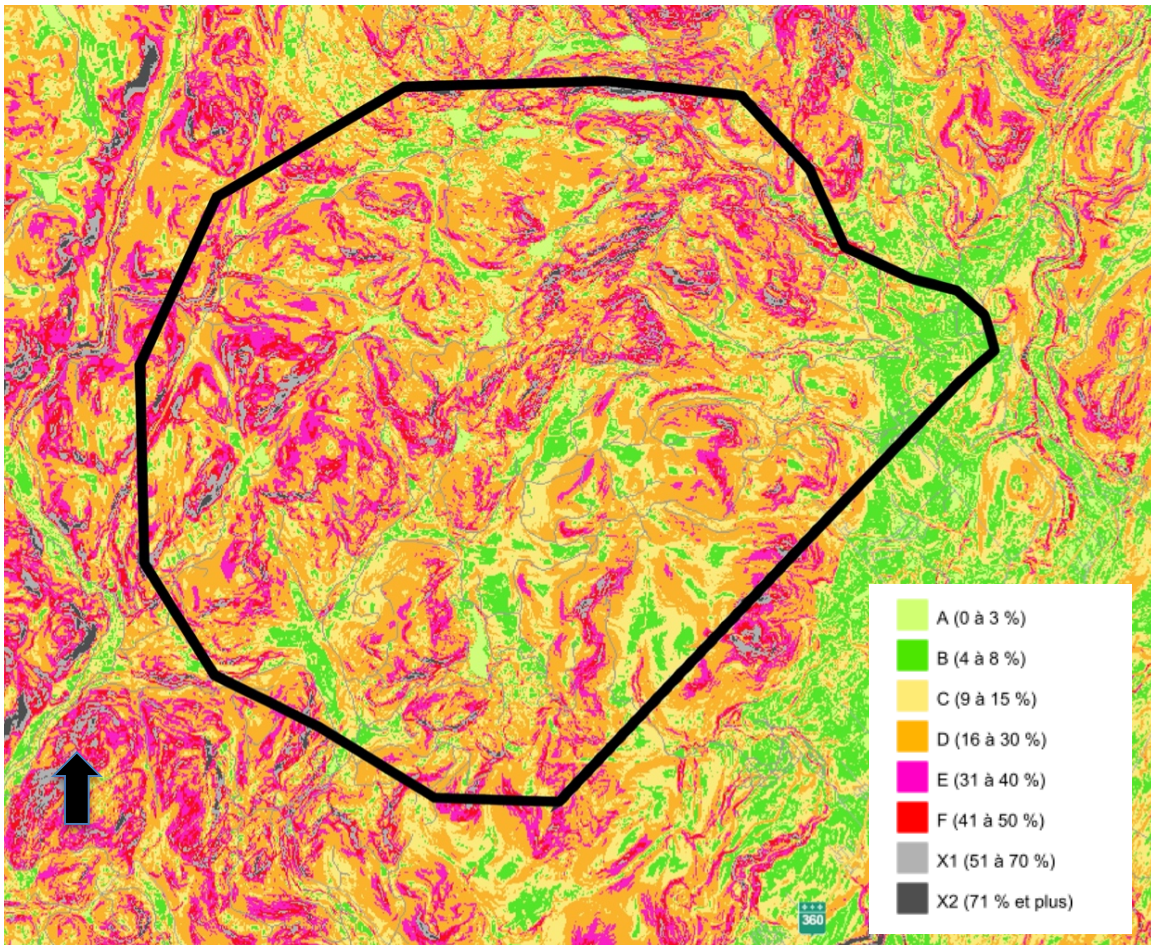 A (0 à 3 %)
B (4 à 8 %)
C (9 à 15 %)
D (16 à 30 %)
E (31 à 40 %)
F (41 à 50 %)
X1 (51 à 70 %)
X2 (71 % et plus)
+++
360